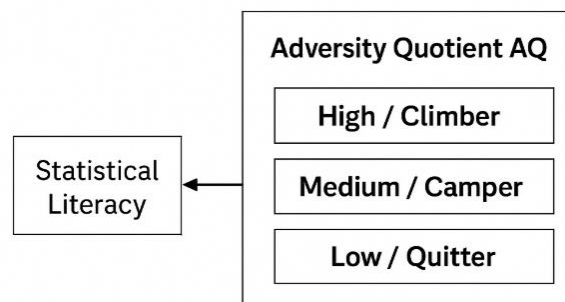 Adversity Quotient AQ
High / Climber
Statistical
Literacy
Medium / Camper
Low / Quitter